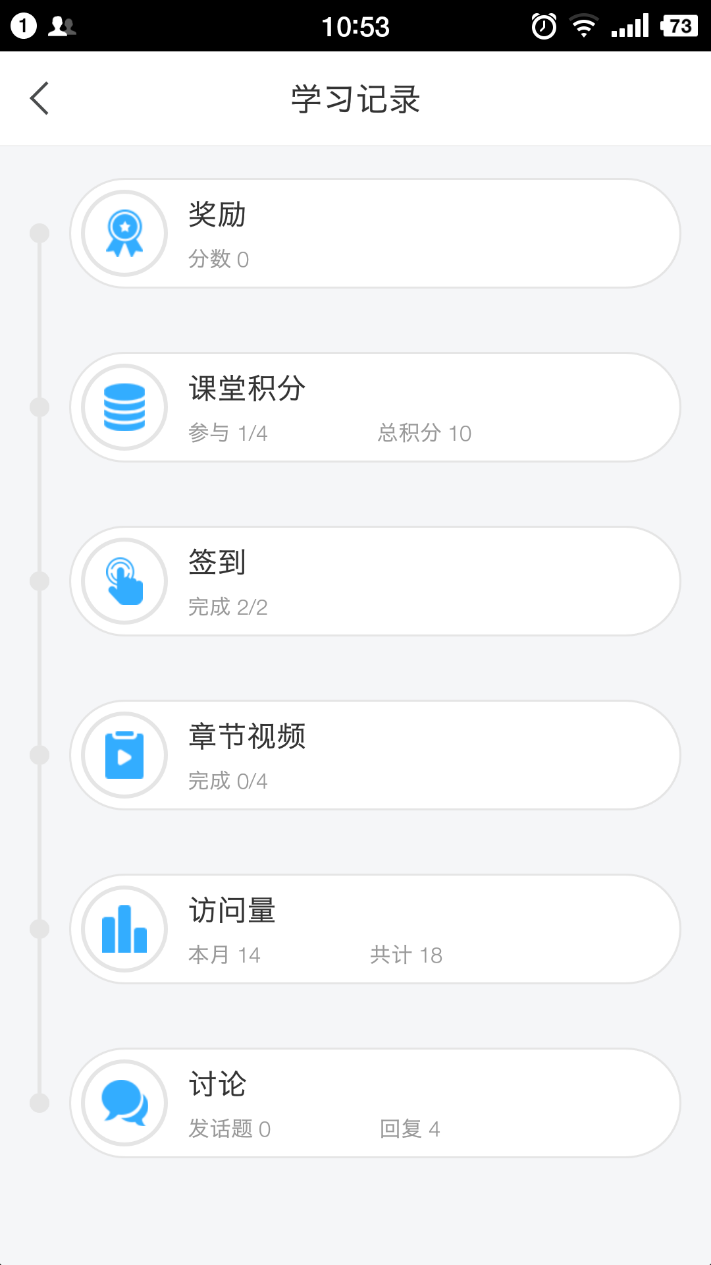 1
10:53
73
学习记录
奖励
分数 0
课堂积分
参与 1/4 总积分 10
签到
完成 2/2
章节视频
完成 0/4
访问量
本月 14 共计 18
讨论
发话题 0 回复 4